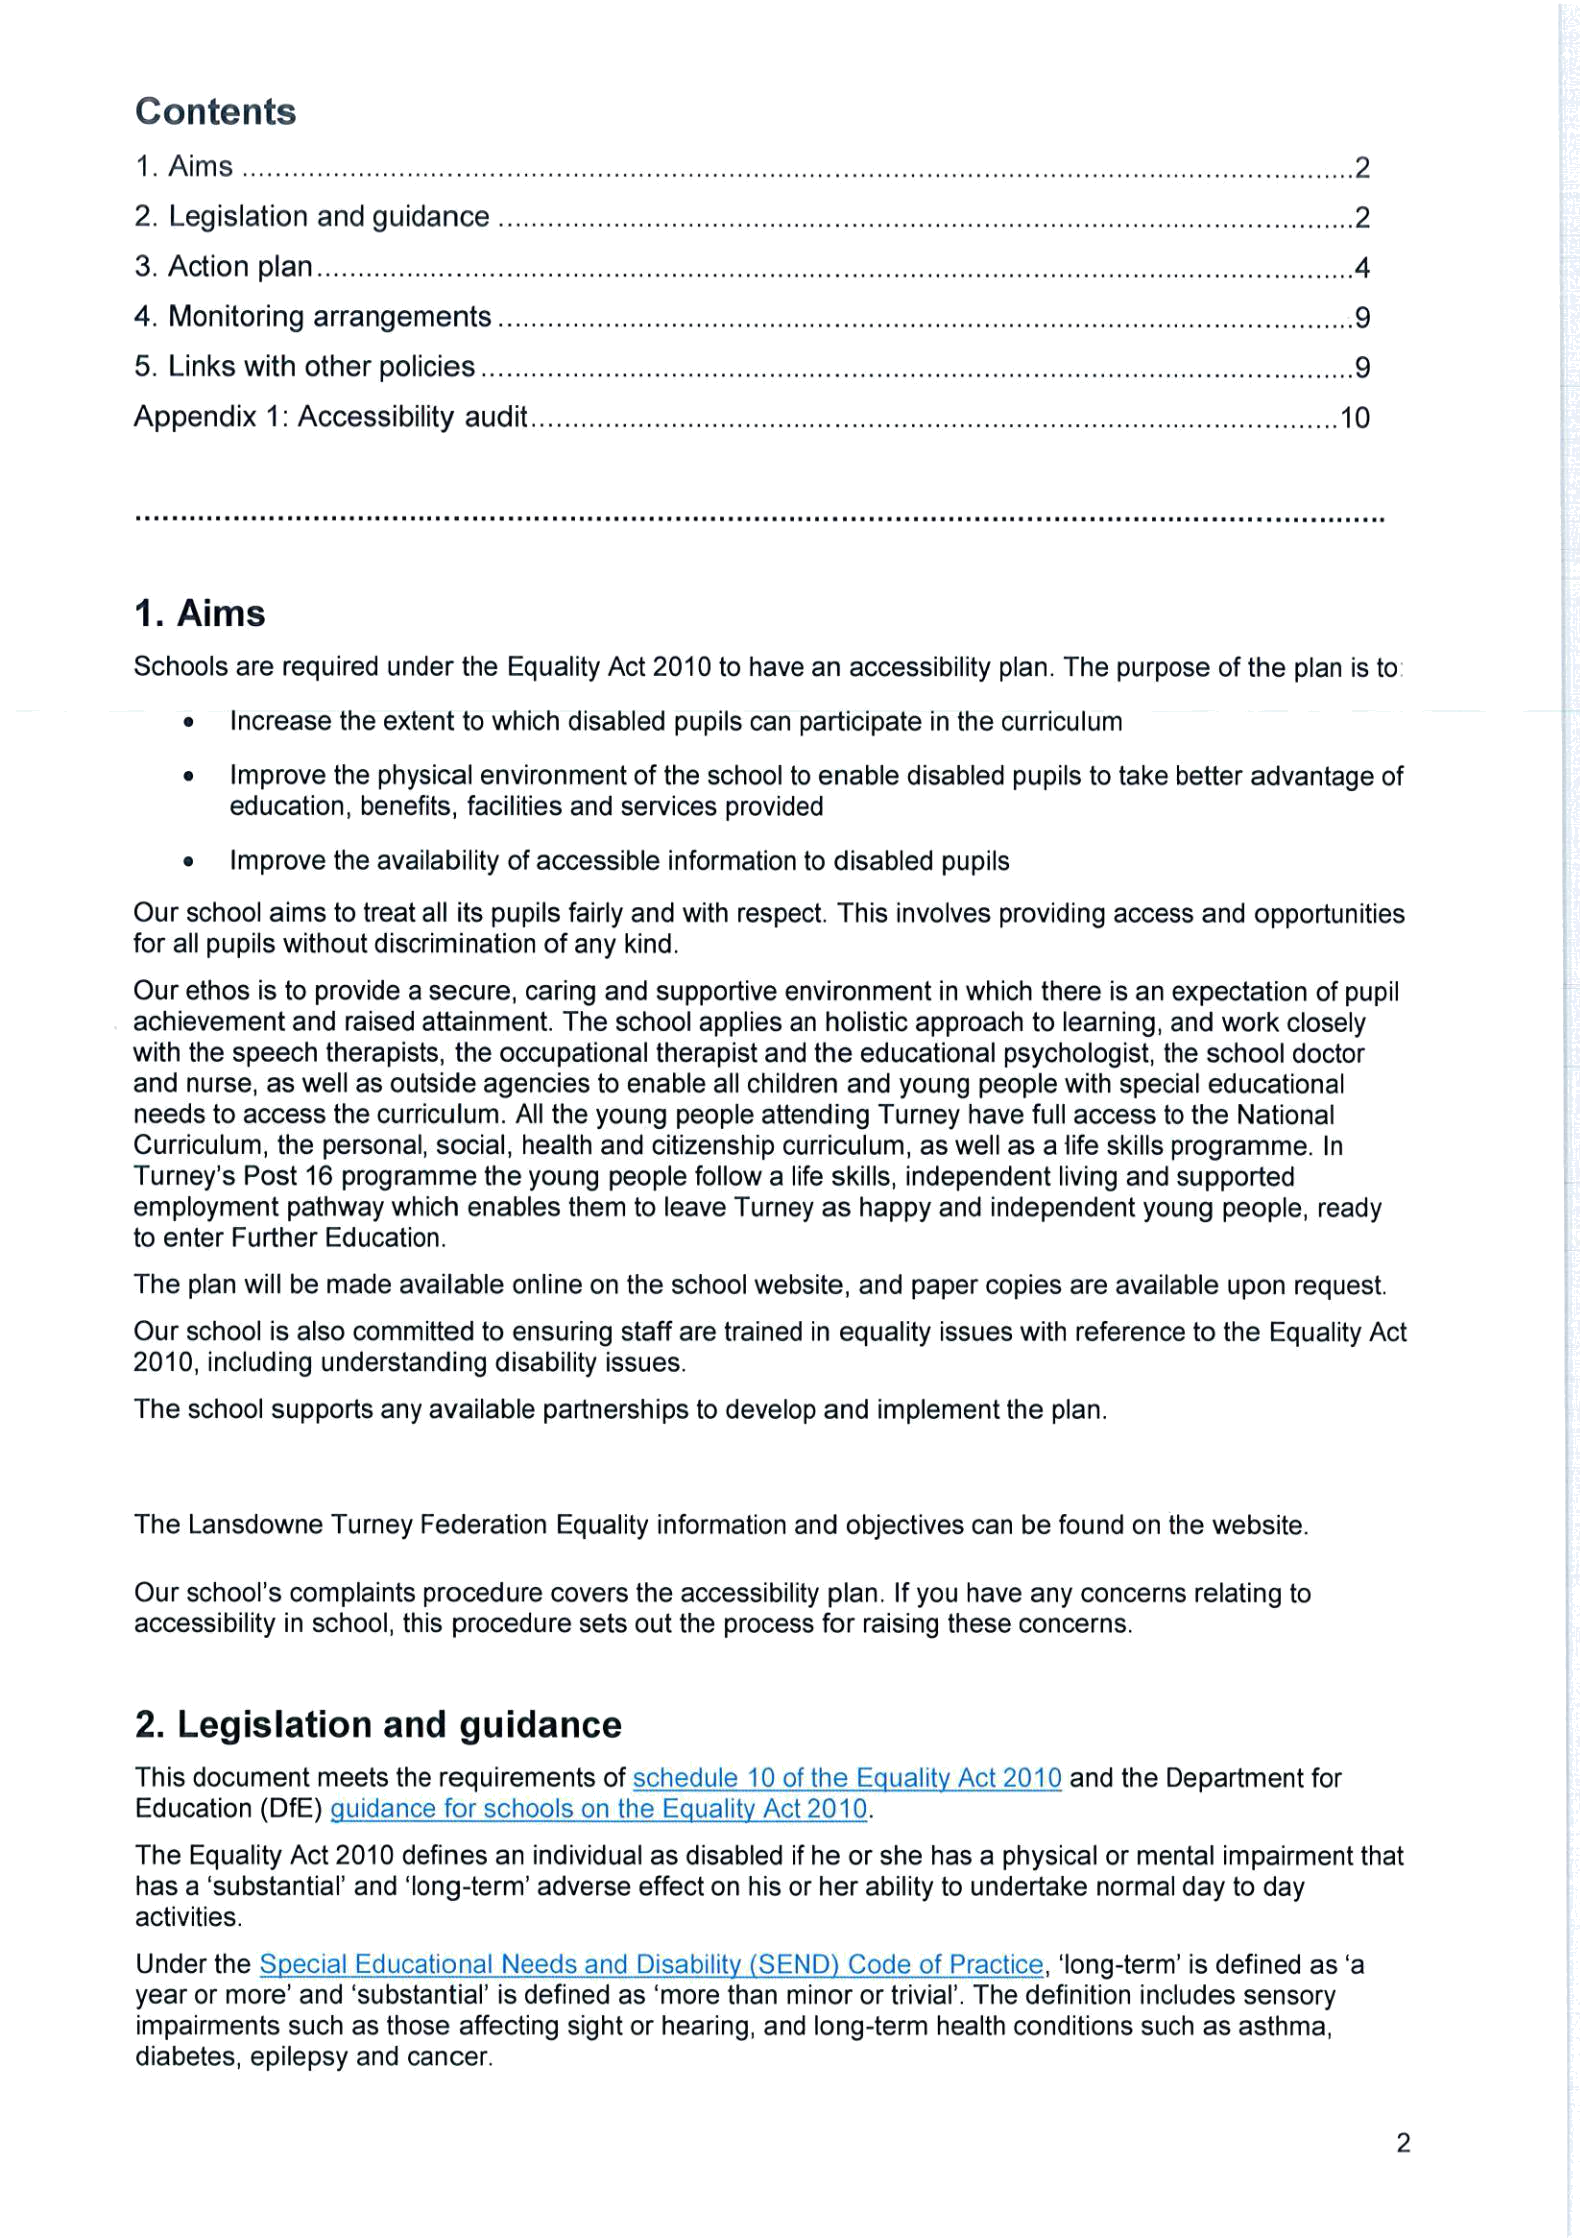 Contents
1. Aims ........................................................................................................................................2
2. Legislation and guidance .........................................................................................................2
3. Action plan...............................................................................................................................4
4. Monitoring arrangements .........................................................................................................9
5. Links with other policies...........................................................................................................9
Appendix 1: Accessibility audit...................................................................................................10
1. Aims
Schools are required under the Equality Act 2010 to have an accessibility plan. The purpose of the plan is to:
• Increase the extent to which disabled pupils can participate in the curriculum
• Improve the physical environment of the school to enable disabled pupils to take better advantage of
education, benefits, facilities and services provided
• Improve the availability of accessible information to disabled pupils
Our school aims to treat all its pupils fairly and with respect. This involves providing access and opportunities
for all pupils without discrimination of any kind.
Our ethos is to provide a secure, caring and supportive environment in which there is an expectation of pupil
achievement and raised attainment. The school applies an holistic approach to learning, and work closely
with the speech therapists, the occupational therapist and the educational psychologist, the school doctor
and nurse, as well as outside agencies to enable all children and young people with special educational
needs to access the curriculum. All the young people attending Turney have full access to the National
Curriculum, the personal, social, health and citizenship curriculum, as well as a life skills programme. In
Turney's Post 16 programme the young people follow a life skills, independent living and supported
employment pathway which enables them to leave Turney as happy and independent young people, ready
to enter Further Education.
The plan will be made available online on the school website, and paper copies are available upon request.
Our school is also committed to ensuring staff are trained in equality issues with reference to the Equality Act
2010, including understanding disability issues.
The school supports any available partnerships to develop and implement the plan.
The Lansdowne Turney Federation Equality information and objectives can be found on the website.
Our school's complaints procedure covers the accessibility plan. If you have any concerns relating to
accessibility in school, this procedure sets out the process for raising these concerns.
2. Legislation and guidance
This document meets the requirements of schedule 10 of the Equality Act 2010 and the Department for
Education (DfE) guidance for schools on the Equality Act 2010.
The Equality Act 2010 defines an individual as disabled if he or she has a physical or mental impairment that
has a 'substantial' and 'long-term' adverse effect on his or her ability to undertake normal day to day
activities.
Under the Special Educational Needs and Disability (SEND) Code of Practice, 'long-term' is defined as 'a
year or more' and 'substantial' is defined as 'more than minor or trivial'. The definition includes sensory
impairments such as those affecting sight or hearing, and long-term health conditions such as asthma,
diabetes, epilepsy and cancer.
2